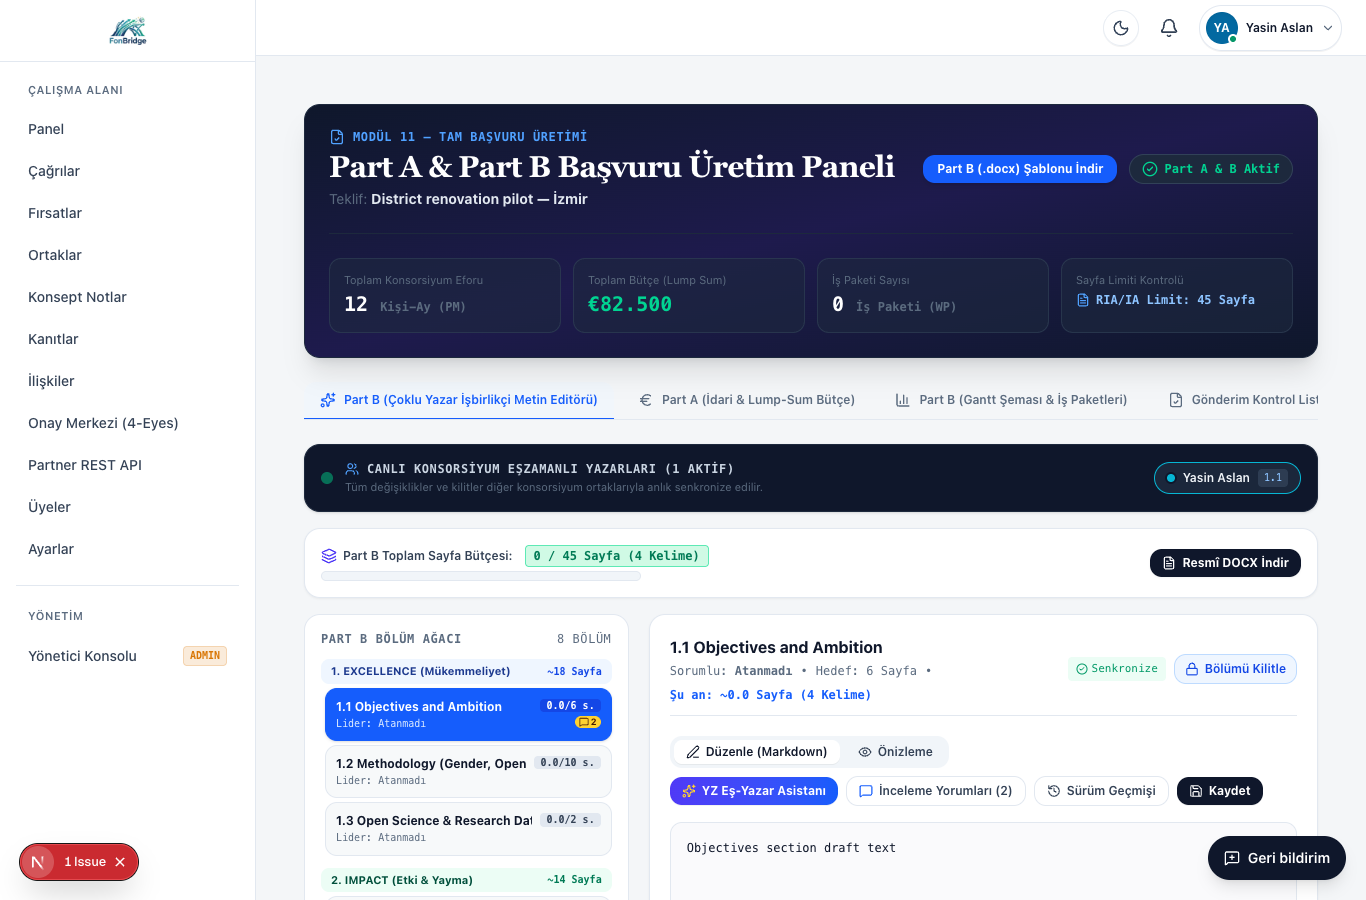 FonBridge
YA
Yasin Aslan
ÇALIŞMA ALANI
Panel
Çağrılar
Fırsatlar
Ortaklar
Konsept Notlar
Kanıtlar
İlişkiler
Onay Merkezi (4-Eyes)
Partner REST API
Üyeler
Ayarlar
YÖNETİM
Yönetici Konsolu
ADMIN
N
1 Issue
MODÜL 11 — TAM BAŞVURU ÜRETİMİ
Part A & Part B Başvuru Üretim Paneli
Teklif: District renovation pilot — İzmir
Part B (.docx) Şablonu İndir
Part A & B Aktif
Toplam Konsorsiyum Eforu
12 Kişi-Ay (PM)
Toplam Bütçe (Lump Sum)
€82.500
İş Paketi Sayısı
0 İş Paketi (WP)
Sayfa Limiti Kontrolü
RIA/IA Limit: 45 Sayfa
Part B (Çoklu Yazar İşbirlikçi Metin Editörü)
Part A (İdari & Lump-Sum Bütçe)
Part B (Gantt Şeması & İş Paketleri)
Gönderim Kontrol List
CANLI KONSORSİYUM EŞZAMANLI YAZARLARI (1 AKTİF)
Tüm değişiklikler ve kilitler diğer konsorsiyum ortaklarıyla anlık senkronize edilir.
Yasin Aslan 1.1
Part B Toplam Sayfa Bütçesi: 0 / 45 Sayfa (4 Kelime)
Resmî DOCX İndir
PART B BÖLÜM AĞACI
8 BÖLÜM
1. EXCELLENCE (Mükemmeliyet) ~18 Sayfa
1.1 Objectives and Ambition 0.0/6 s.
Lider: Atanmadı 2
1.2 Methodology (Gender, Open 0.0/10 s.
Lider: Atanmadı
1.3 Open Science & Research Dat 0.0/2 s.
Lider: Atanmadı
2. IMPACT (Etki & Yayma) ~14 Sayfa
1.1 Objectives and Ambition
Sorumlu: Atanmadı • Hedef: 6 Sayfa •
Şu an: ~0.0 Sayfa (4 Kelime)
Senkronize
Bölümü Kilitle
Düzenle (Markdown)
Önizleme
YZ Eş-Yazar Asistanı
İnceleme Yorumları (2)
Sürüm Geçmişi
Kaydet
Objectives section draft text
Geri bildirim